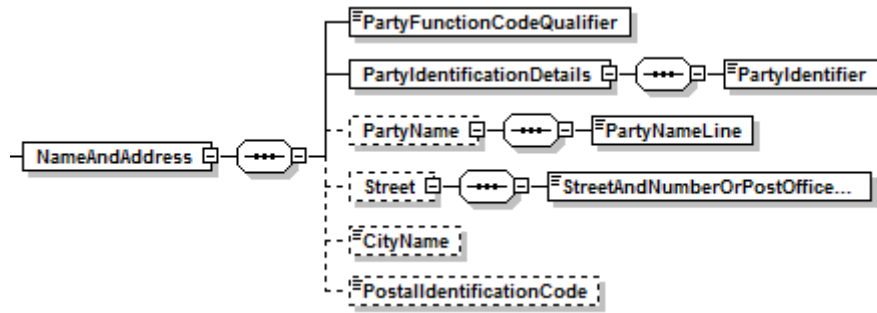 PartyFunctionCodeQualifier
PartyIdentificationDetails
PartyIdentifier
PartyName
PartyNameLine
NameAndAddress
Street
StreetAndNumberOrPostOffice...
CityName
PostalIdentificationCode